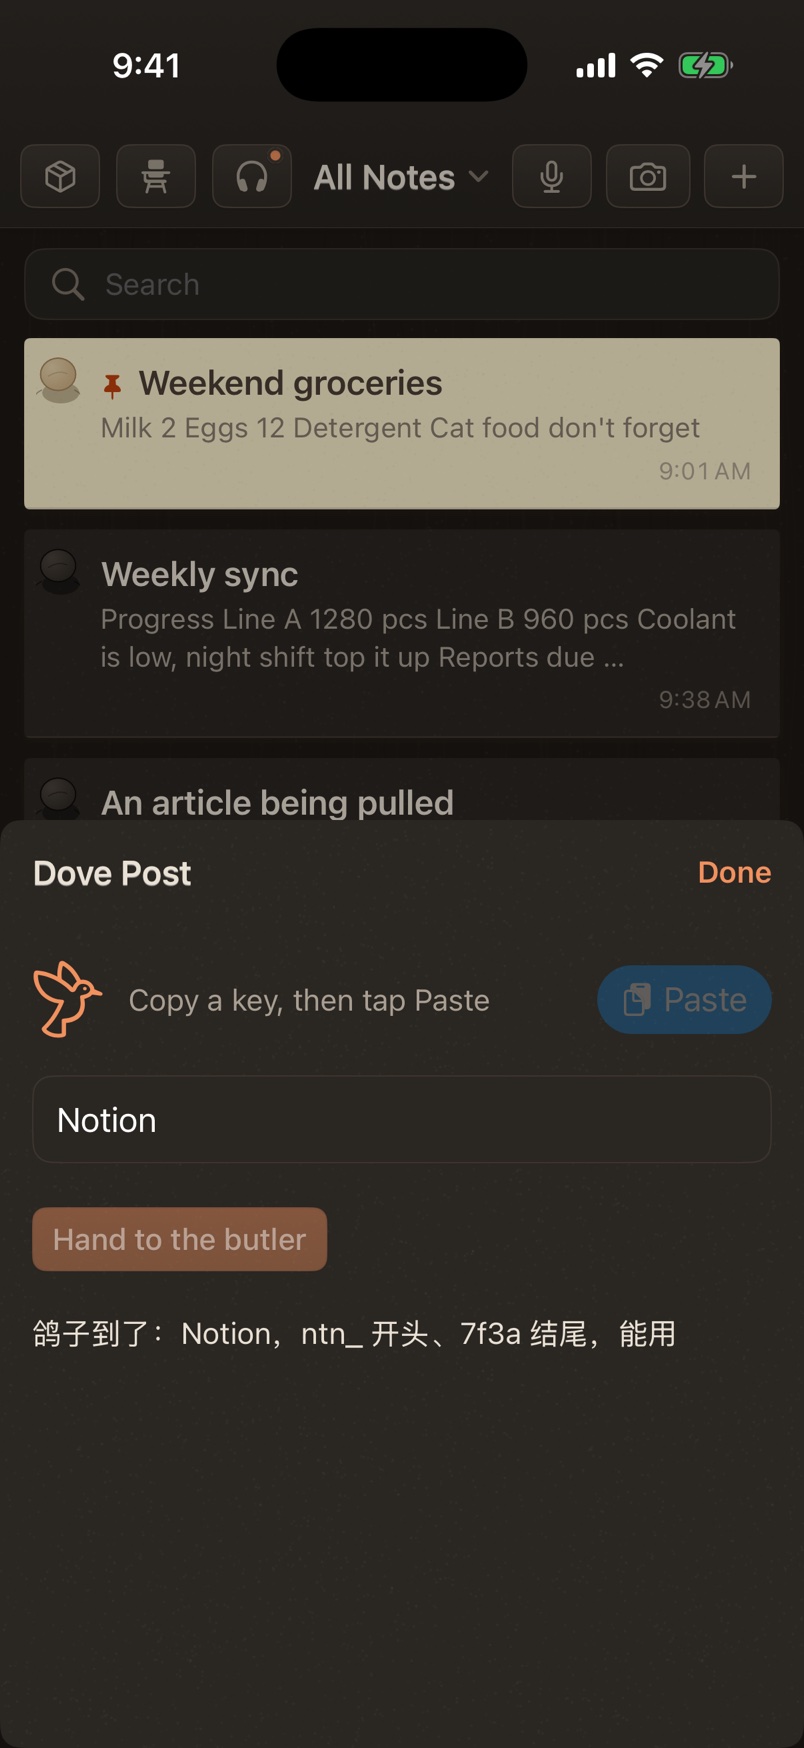 9:41
All Notes
Search
Weekend groceries
Milk 2 Eggs 12 Detergent Cat food don't forget
9:01 AM
Weekly sync
Progress Line A 1280 pcs Line B 960 pcs Coolant
is low, night shift top it up Reports due ...
9:38 AM
An article being pulled
Dove Post
Done
Copy a key, then tap Paste
Paste
Notion
Hand to the butler
鸽子到了：Notion，ntn_ 开头、7f3a 结尾，能用